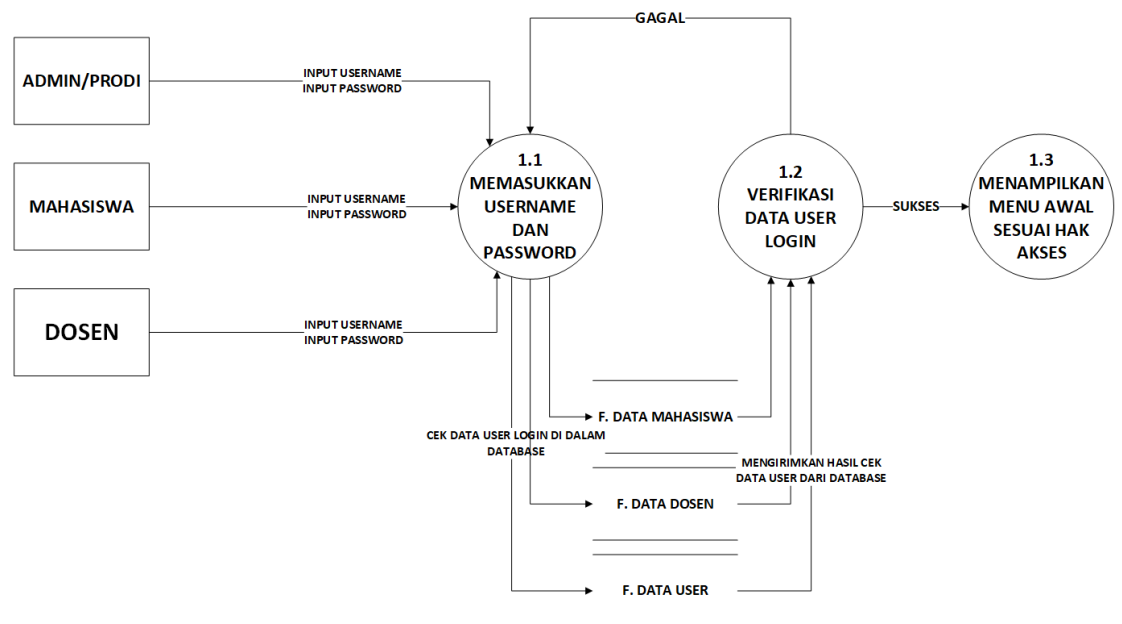 GAGAL
ADMIN/PRODI
INPUT USERNAME
INPUT PASSWORD
MAHASISWA
INPUT USERNAME
INPUT PASSWORD
DOSEN
INPUT USERNAME
INPUT PASSWORD
1.1
MEMASUKKAN
USERNAME
DAN
PASSWORD
1.2
VERIFIKASI
DATA USER
LOGIN
SUKSES
1.3
MENAMPILKAN
MENU AWAL
SESUAI HAK
AKSES
F. DATA MAHASISWA
CEK DATA USER LOGIN DI DALAM
DATABASE
MENGIRIMKAN HASIL CEK
DATA USER DARI DATABASE
F. DATA DOSEN
F. DATA USER